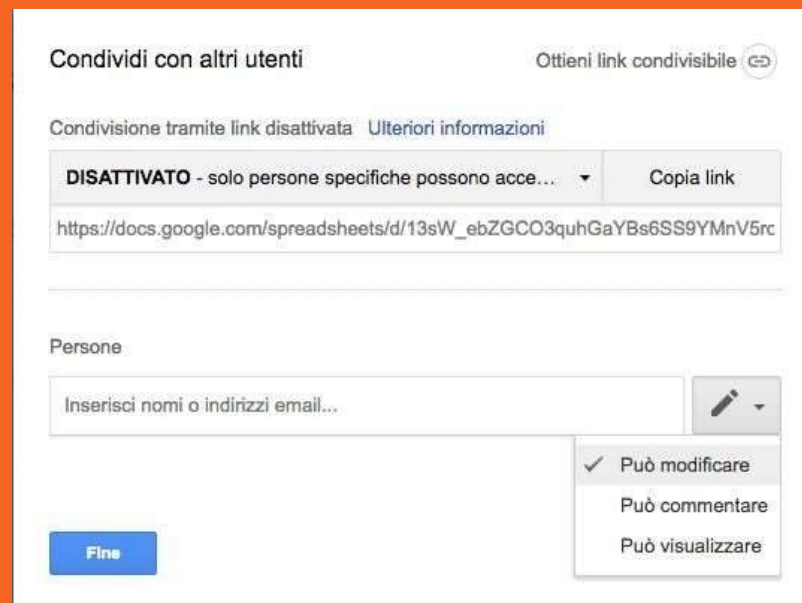 Condividi con altri utenti
Ottieni link condivisibile
Condivisione tramite link disattivata Ulteriori informazioni
DISATTIVATO - solo persone specifiche possono acce...
Copia link
https://docs.google.com/spreadsheets/d/13sW_ebZGCO3quhGaYBs6SS9YMnV5rc
Persone
Inserisci nomi o indirizzi email...
Può modificare
Può commentare
Può visualizzare
Fine